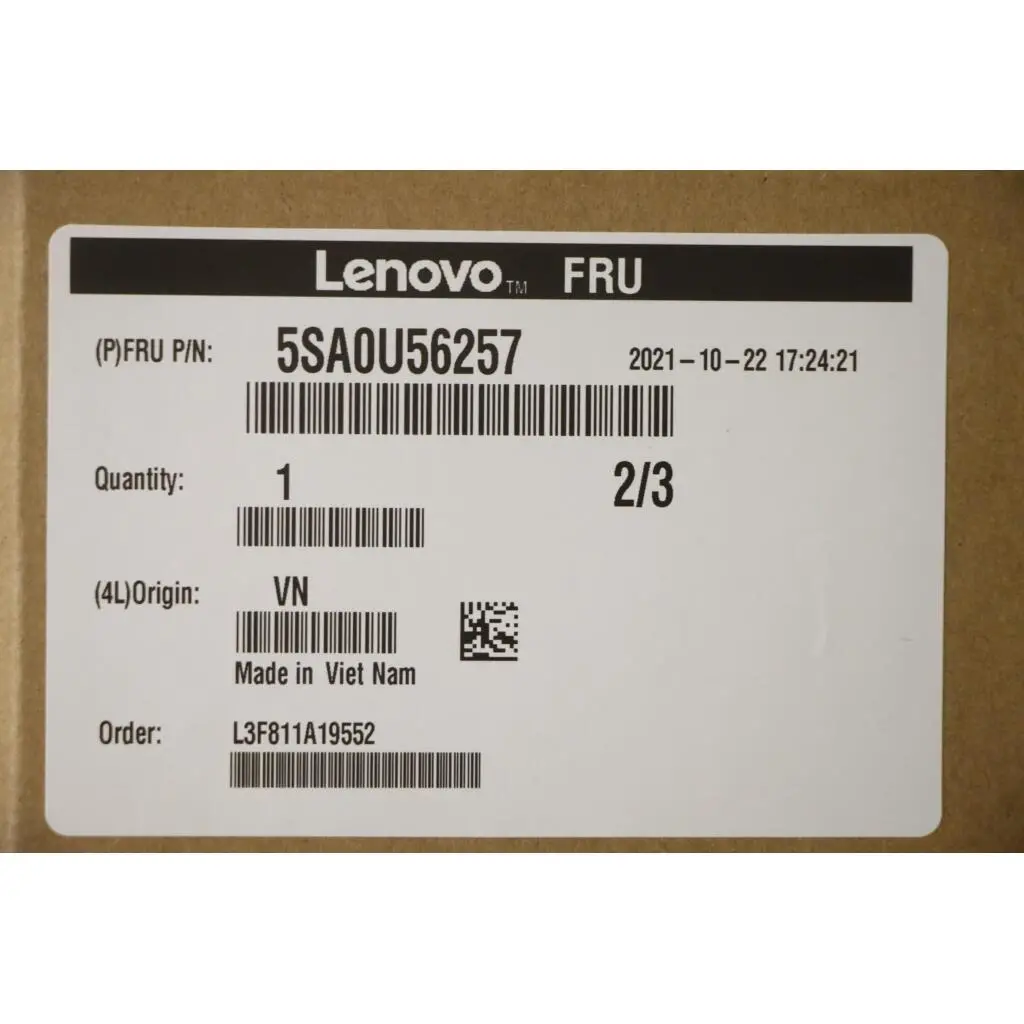 Lenovo™ FRU
(P)FRU P/N: 5SA0U56257 2021-10-22 17:24:21
Quantity: 1 2/3
(4L)Origin: VN
Made in Viet Nam
Order: L3F811A19552